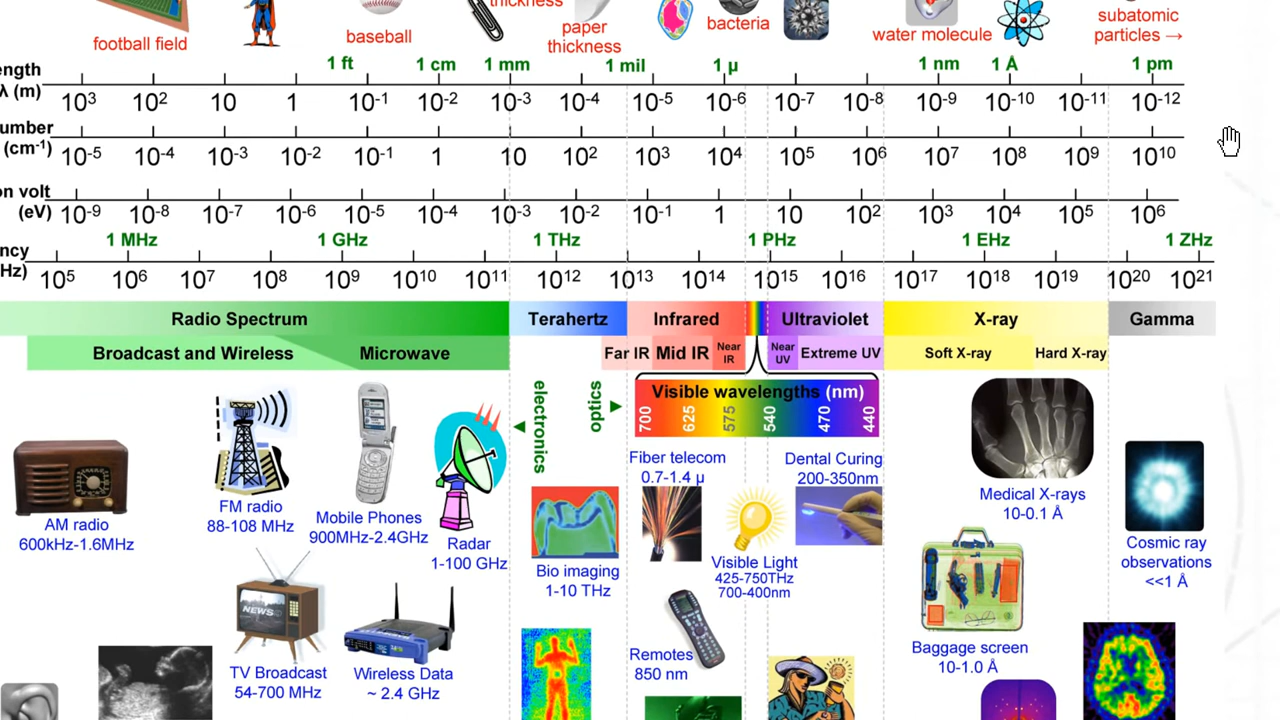 thickness
football field
baseball
paper
thickness
bacteria
water molecule
subatomic
particles →
ength
λ (m)
1 ft
1 cm
1 mm
1 mil
1 µ
1 nm
1 Å
1 pm
10³ 10² 10 1 10⁻¹ 10⁻² 10⁻³ 10⁻⁴ 10⁻⁵ 10⁻⁶ 10⁻⁷ 10⁻⁸ 10⁻⁹ 10⁻¹⁰ 10⁻¹¹ 10⁻¹²
umber
(cm⁻¹)
10⁻⁵ 10⁻⁴ 10⁻³ 10⁻² 10⁻¹ 1 10 10² 10³ 10⁴ 10⁵ 10⁶ 10⁷ 10⁸ 10⁹ 10¹⁰
on volt
(eV)
10⁻⁹ 10⁻⁸ 10⁻⁷ 10⁻⁶ 10⁻⁵ 10⁻⁴ 10⁻³ 10⁻² 10⁻¹ 1 10 10² 10³ 10⁴ 10⁵ 10⁶
1 MHz
1 GHz
1 THz
1 PHz
1 EHz
1 ZHz
ncy
Hz)
10⁵ 10⁶ 10⁷ 10⁸ 10⁹ 10¹⁰ 10¹¹ 10¹² 10¹³ 10¹⁴ 10¹⁵ 10¹⁶ 10¹⁷ 10¹⁸ 10¹⁹ 10²⁰ 10²¹
Radio Spectrum
Terahertz
Infrared
Ultraviolet
X-ray
Gamma
Broadcast and Wireless
Microwave
Far IR
Mid IR
Near
IR
Near
UV
Extreme UV
Soft X-ray
Hard X-ray
electronics
optics
Visible wavelengths (nm)
700 625 575 540 470 440
AM radio
600kHz-1.6MHz
FM radio
88-108 MHz
Mobile Phones
900MHz-2.4GHz
Radar
1-100 GHz
Bio imaging
1-10 THz
Fiber telecom
0.7-1.4 µ
Dental Curing
200-350nm
Visible Light
425-750THz
700-400nm
Medical X-rays
10-0.1 Å
Cosmic ray
observations
<<1 Å
NEWS
TV Broadcast
54-700 MHz
Wireless Data
~ 2.4 GHz
Remotes
850 nm
Baggage screen
10-1.0 Å